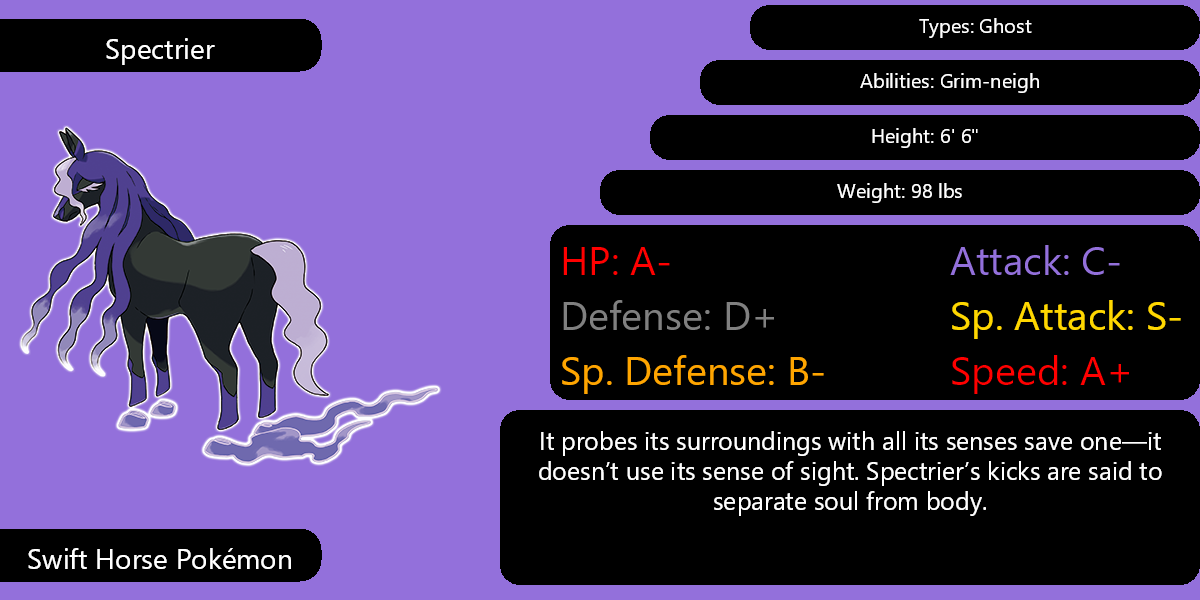 Spectrier
Types: Ghost
Abilities: Grim-neigh
Height: 6' 6"
Weight: 98 lbs
HP: A-
Attack: C-
Defense: D+
Sp. Attack: S-
Sp. Defense: B-
Speed: A+
It probes its surroundings with all its senses save one—it
doesn’t use its sense of sight. Spectrier’s kicks are said to
separate soul from body.
Swift Horse Pokémon